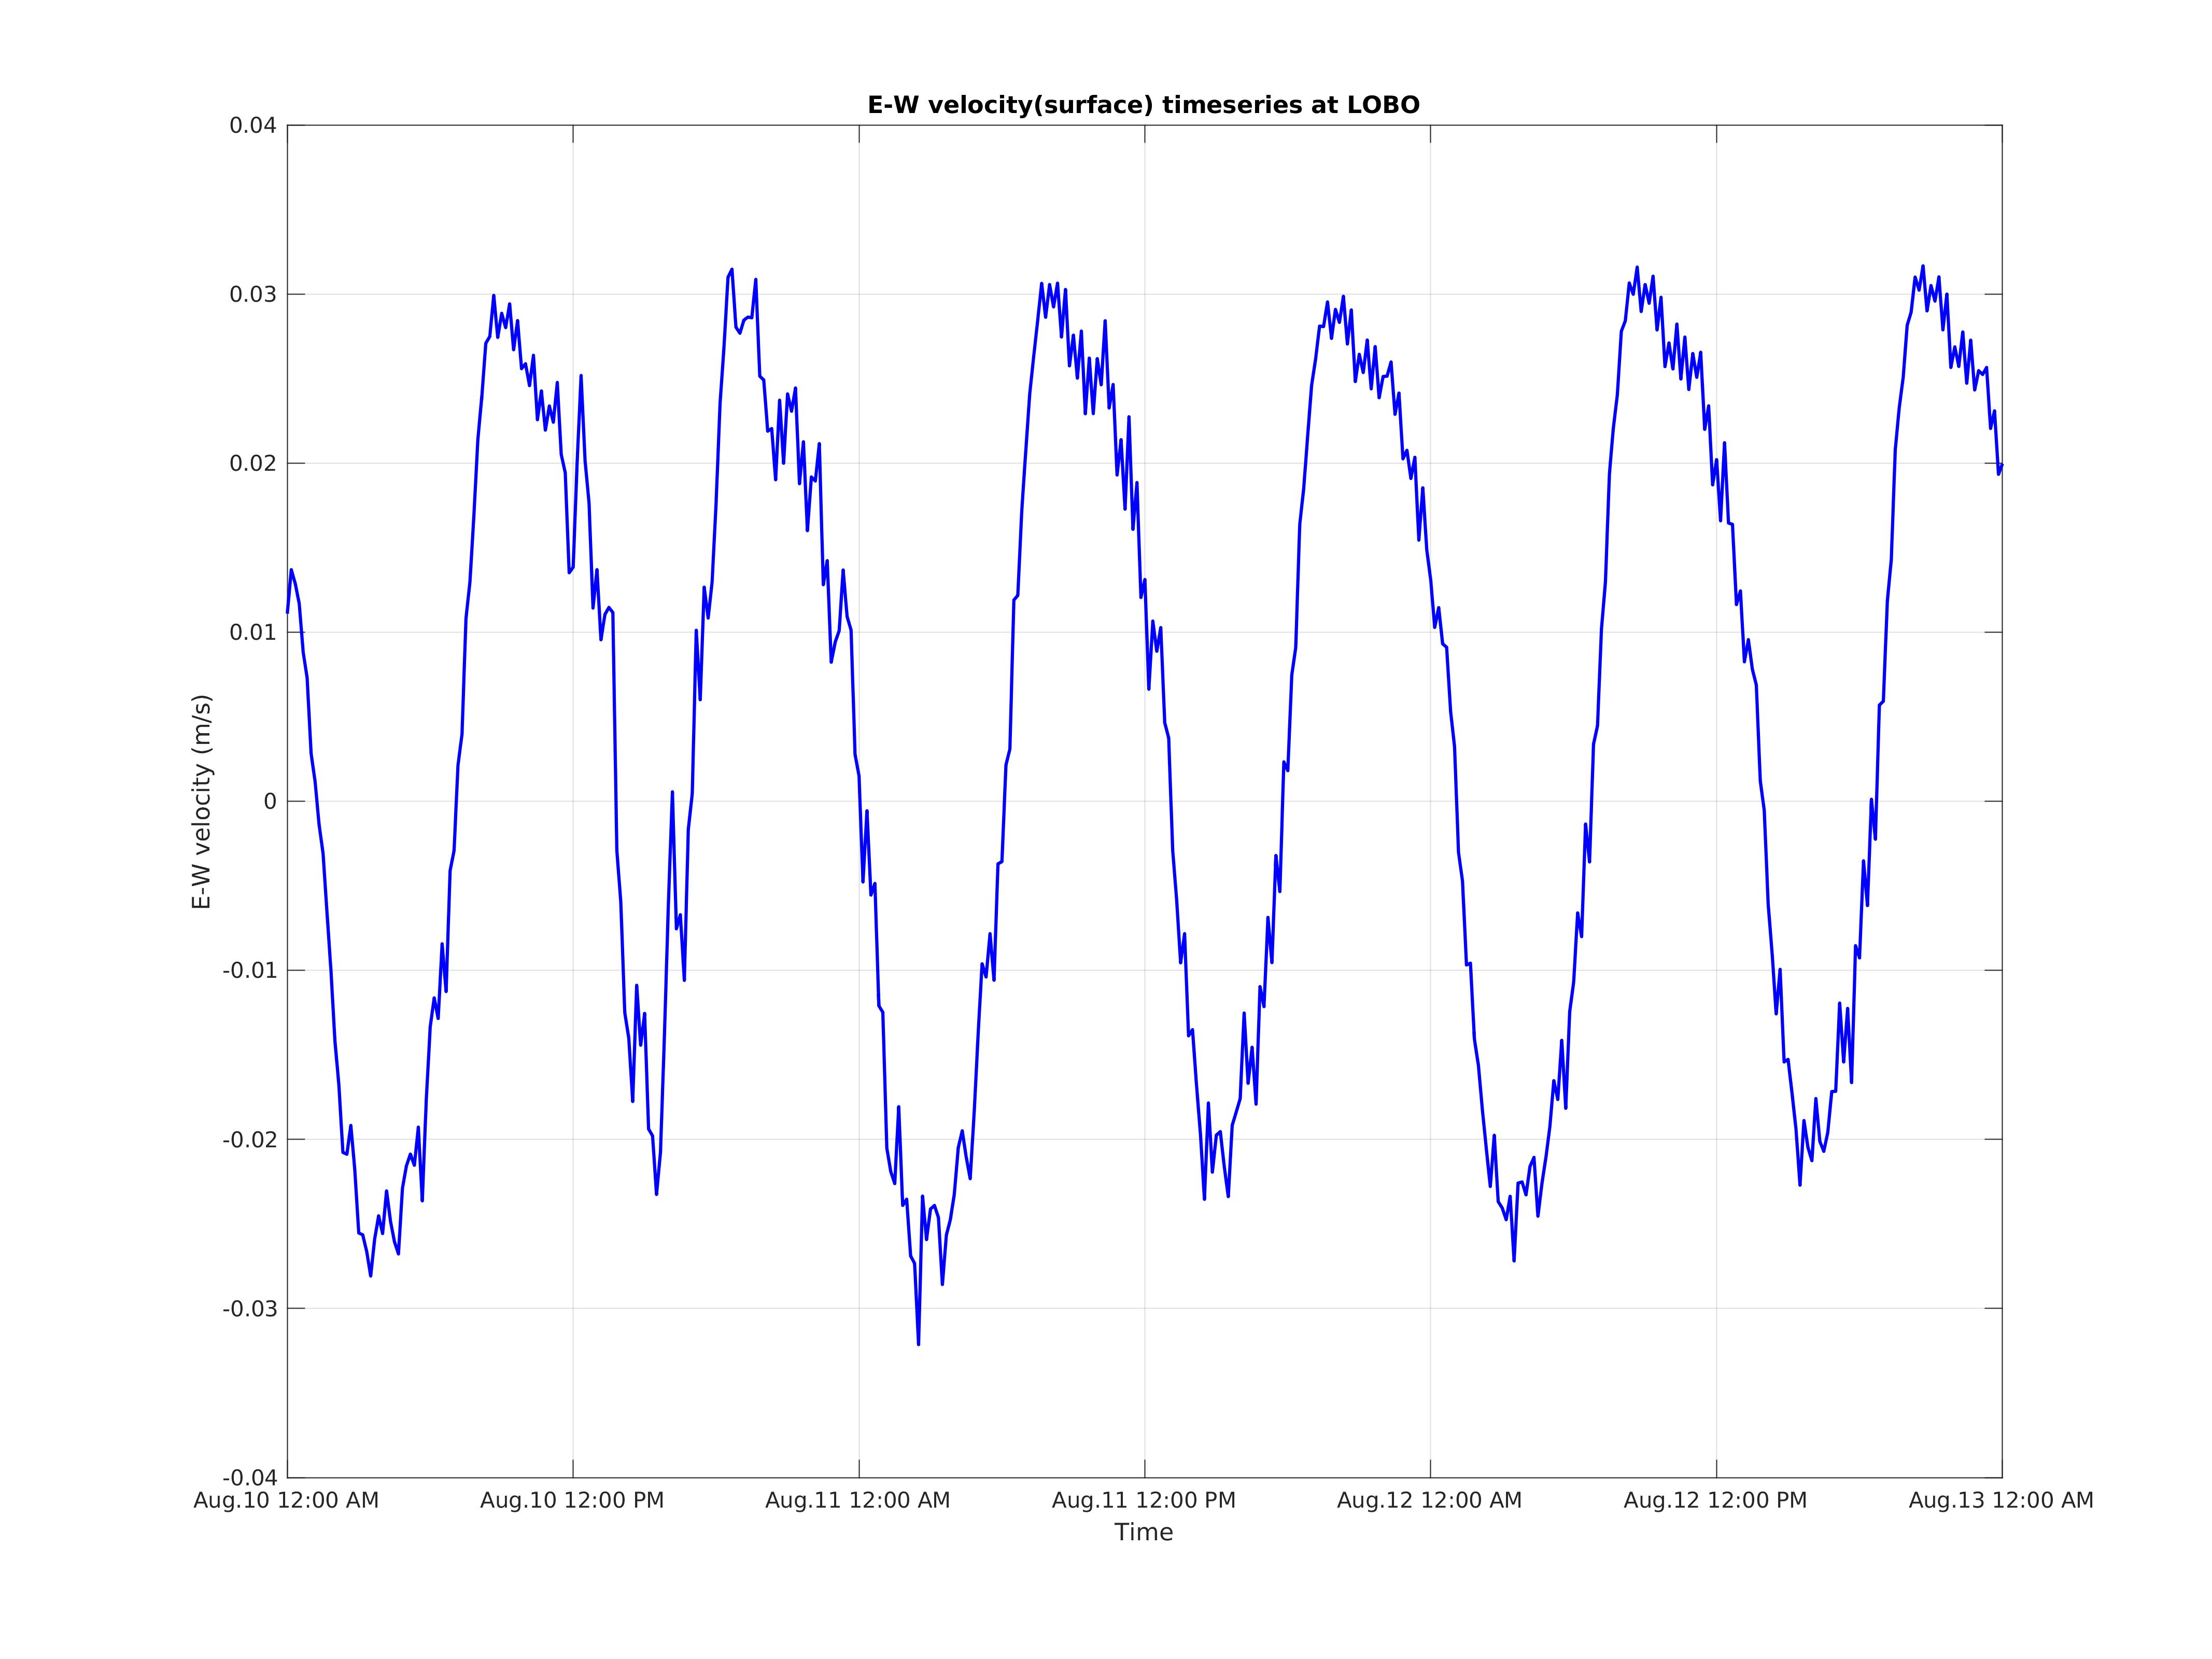 E-W velocity(surface) timeseries at LOBO
0.04
0.03
0.02
0.01
0
-0.01
-0.02
-0.03
-0.04
E-W velocity (m/s)
Aug.10 12:00 AM Aug.10 12:00 PM Aug.11 12:00 AM Aug.11 12:00 PM Aug.12 12:00 AM Aug.12 12:00 PM Aug.13 12:00 AM
Time